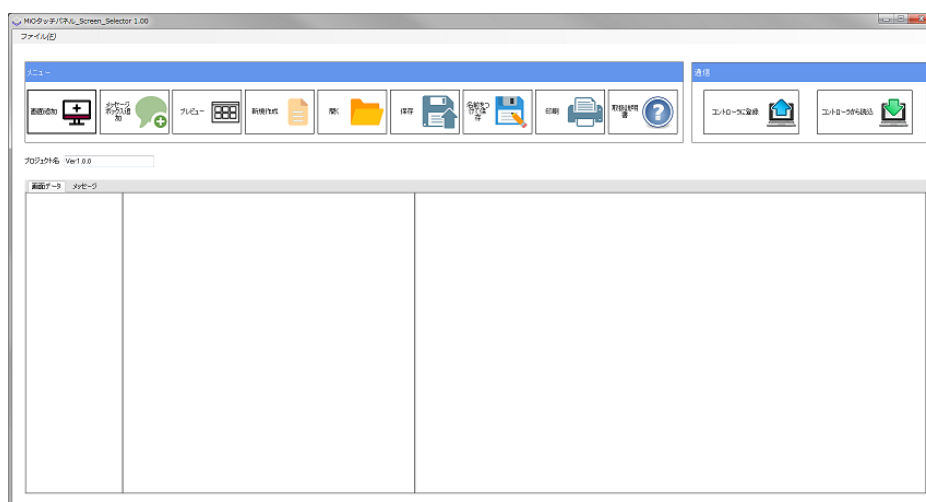 MIOタッチパネル_Screen_Selector 1.00
ファイル(F)
メニュー
通信
画面追加
メッセージ
ボックス追
加
プレビュー
新規作成
開く
保存
名前をつ
けて保
存
印刷
取扱説明
書
コントローラに登録
コントローラから読込
プロジェクト名 Ver1.0.0
画面データ メッセージ